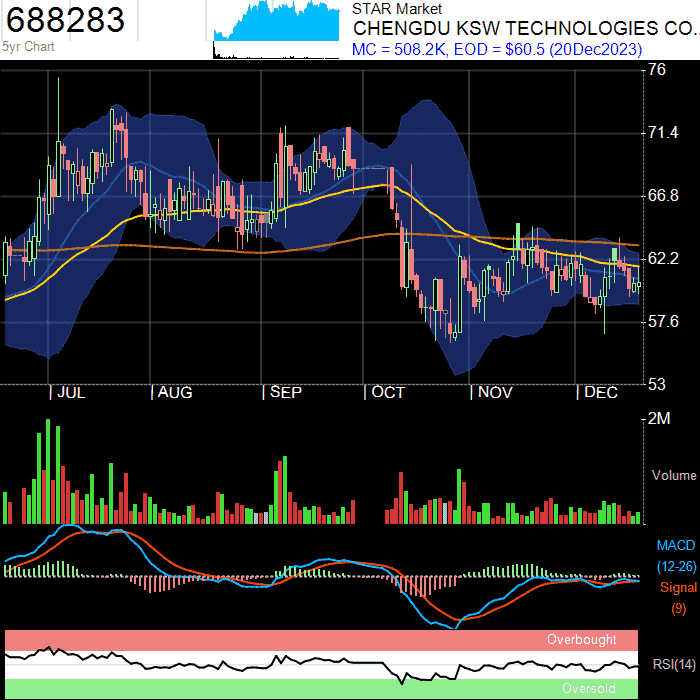 688283
5yr Chart
STAR Market
CHENGDU KSW TECHNOLOGIES CO.
MC = 508.2K, EOD = $60.5 (20Dec2023)
76
71.4
66.8
62.2
57.6
53
JUL AUG SEP OCT NOV DEC
2M
Volume
MACD
(12-26)
Signal
(9)
Overbought
RSI(14)
Oversold